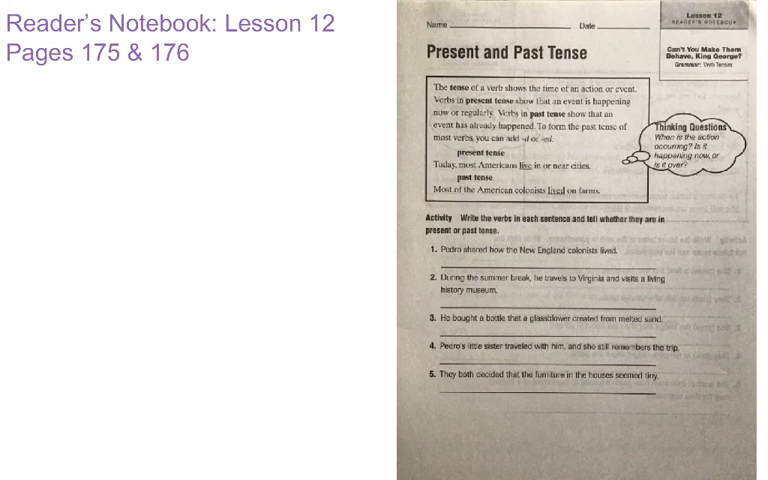 Reader's Notebook: Lesson 12
Pages 175 & 176
Name
Date
Lesson 12
READER'S NOTEBOOK
Present and Past Tense
Can't You Make Them
Behave, King George?
Grammar: Verb Tenses
The tense of a verb shows the time of an action or event.
Verbs in present tense show that an event is happening
now or regularly. Verbs in past tense show that an
event has already happened. To form the past tense of
most verbs, you can add -d or -ed.
present tense
Today, most Americans live in or near cities.
past tense
Most of the American colonists lived on farms.
Thinking Questions
When is the action
occurring? Is it
happening now, or
is it over?
Activity Write the verbs in each sentence and tell whether they are in
present or past tense.
1. Pedro shared how the New England colonists lived.
2. During the summer break, he travels to Virginia and visits a living
history museum.
3. He bought a bottle that a glassblower created from melted sand.
4. Pedro's little sister traveled with him, and she still remembers the trip.
5. They both decided that the furniture in the houses seemed tiny.